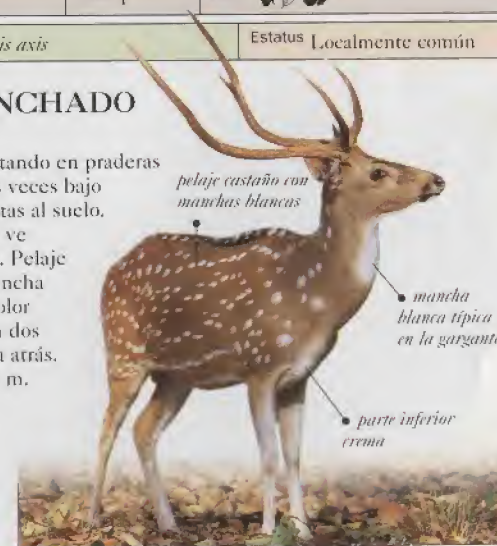 is axis
Estatus Localmente común
NCHADO
tando en praderas
s veces bajo
tas al suelo.
ve
. Pelaje
ncha
olor
dos
atrás.
m.
pelaje castaño con
manchas blancas
mancha
blanca típica
en la garganta
parte inferior
crema